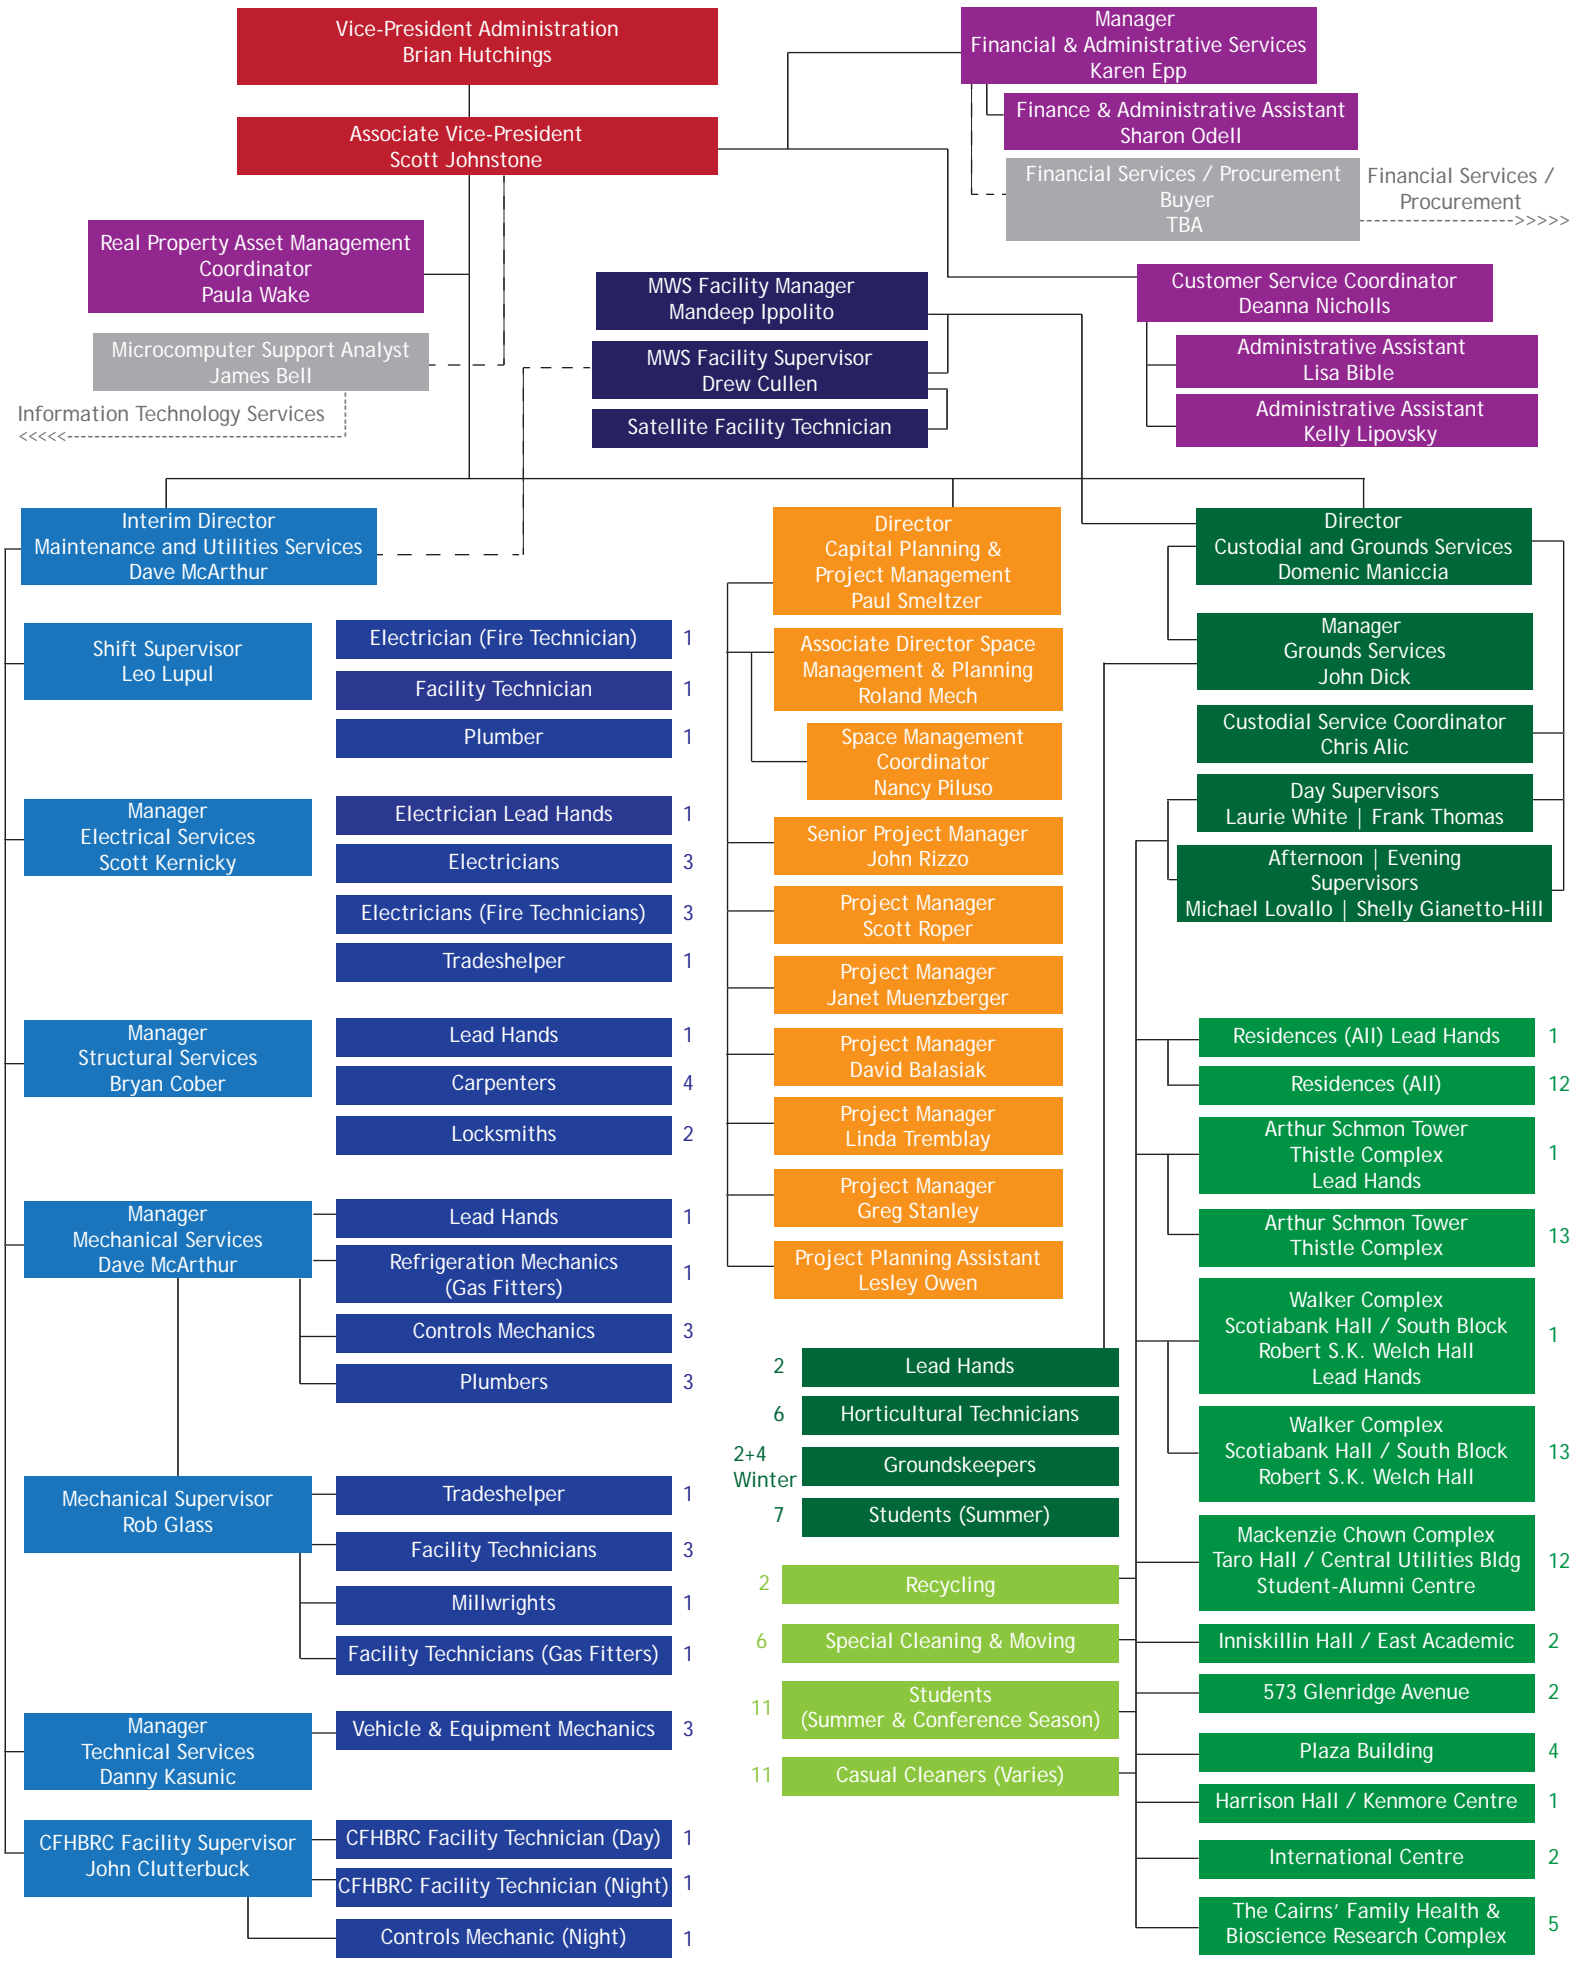 Vice-President Administration
Brian Hutchings
Associate Vice-President
Scott Johnstone
Manager
Financial & Administrative Services
Karen Epp
Finance & Administrative Assistant
Sharon Odell
Financial Services / Procurement
Buyer
TBA
Financial Services /
Procurement
>>>>>
Real Property Asset Management
Coordinator
Paula Wake
Microcomputer Support Analyst
James Bell
Information Technology Services
<<<<<
MWS Facility Manager
Mandeep Ippolito
MWS Facility Supervisor
Drew Cullen
Satellite Facility Technician
Customer Service Coordinator
Deanna Nicholls
Administrative Assistant
Lisa Bible
Administrative Assistant
Kelly Lipovsky
Interim Director
Maintenance and Utilities Services
Dave McArthur
Shift Supervisor
Leo Lupul
Electrician (Fire Technician) 1
Facility Technician 1
Plumber 1
Manager
Electrical Services
Scott Kernicky
Electrician Lead Hands 1
Electricians 3
Electricians (Fire Technicians) 3
Tradeshelper 1
Manager
Structural Services
Bryan Cober
Lead Hands 1
Carpenters 4
Locksmiths 2
Manager
Mechanical Services
Dave McArthur
Lead Hands 1
Refrigeration Mechanics
(Gas Fitters) 1
Controls Mechanics 3
Plumbers 3
Mechanical Supervisor
Rob Glass
Tradeshelper 1
Facility Technicians 3
Millwrights 1
Facility Technicians (Gas Fitters) 1
Manager
Technical Services
Danny Kasunic
Vehicle & Equipment Mechanics 3
CFHBRC Facility Supervisor
John Clutterbuck
CFHBRC Facility Technician (Day) 1
CFHBRC Facility Technician (Night) 1
Controls Mechanic (Night) 1
Director
Capital Planning &
Project Management
Paul Smeltzer
Associate Director Space
Management & Planning
Roland Mech
Space Management
Coordinator
Nancy Piluso
Senior Project Manager
John Rizzo
Project Manager
Scott Roper
Project Manager
Janet Muenzberger
Project Manager
David Balasiak
Project Manager
Linda Tremblay
Project Manager
Greg Stanley
Project Planning Assistant
Lesley Owen
2 Lead Hands
6 Horticultural Technicians
2+4
Winter
Groundskeepers
7 Students (Summer)
2 Recycling
6 Special Cleaning & Moving
11 Students
(Summer & Conference Season)
11 Casual Cleaners (Varies)
Director
Custodial and Grounds Services
Domenic Maniccia
Manager
Grounds Services
John Dick
Custodial Service Coordinator
Chris Alic
Day Supervisors
Laurie White | Frank Thomas
Afternoon | Evening
Supervisors
Michael Lovallo | Shelly Gianetto-Hill
Residences (All) Lead Hands 1
Residences (All) 12
Arthur Schmon Tower
Thistle Complex 1
Lead Hands
Arthur Schmon Tower
Thistle Complex 13
Walker Complex
Scotiabank Hall / South Block 1
Robert S.K. Welch Hall
Lead Hands
Walker Complex
Scotiabank Hall / South Block 13
Robert S.K. Welch Hall
Mackenzie Chown Complex
Taro Hall / Central Utilities Bldg 12
Student-Alumni Centre
Inniskillin Hall / East Academic 2
573 Glenridge Avenue 2
Plaza Building 4
Harrison Hall / Kenmore Centre 1
International Centre 2
The Cairns' Family Health &
Bioscience Research Complex 5